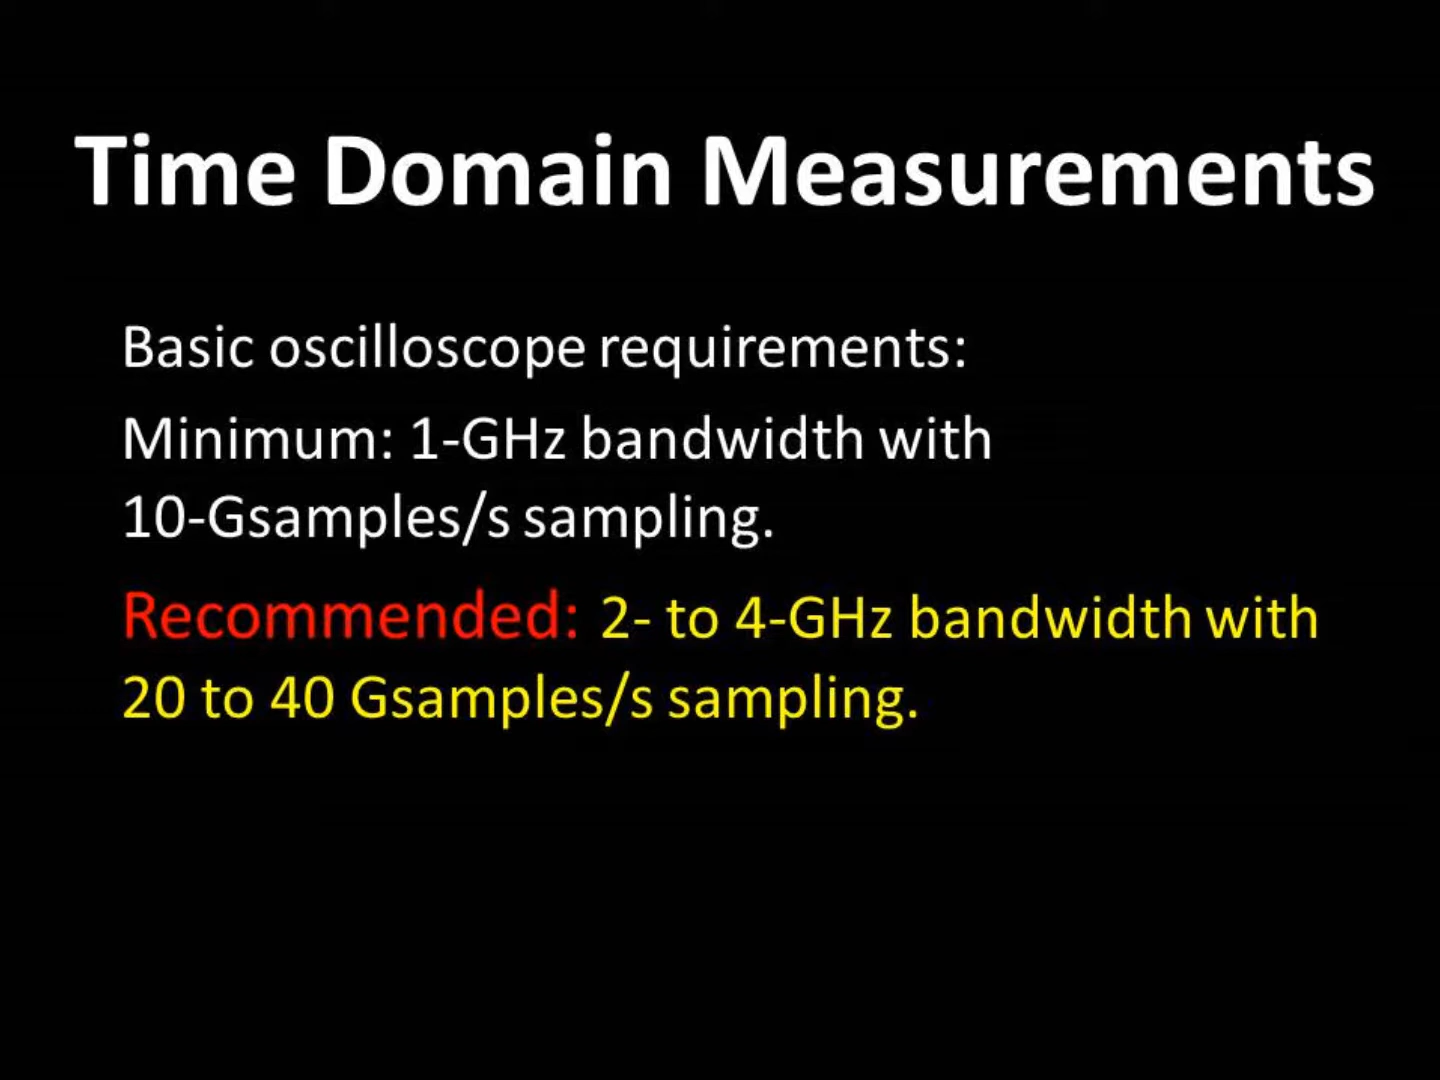 Time Domain Measurements
Basic oscilloscope requirements:
Minimum: 1-GHz bandwidth with
10-Gsamples/s sampling.
Recommended: 2- to 4-GHz bandwidth with
20 to 40 Gsamples/s sampling.